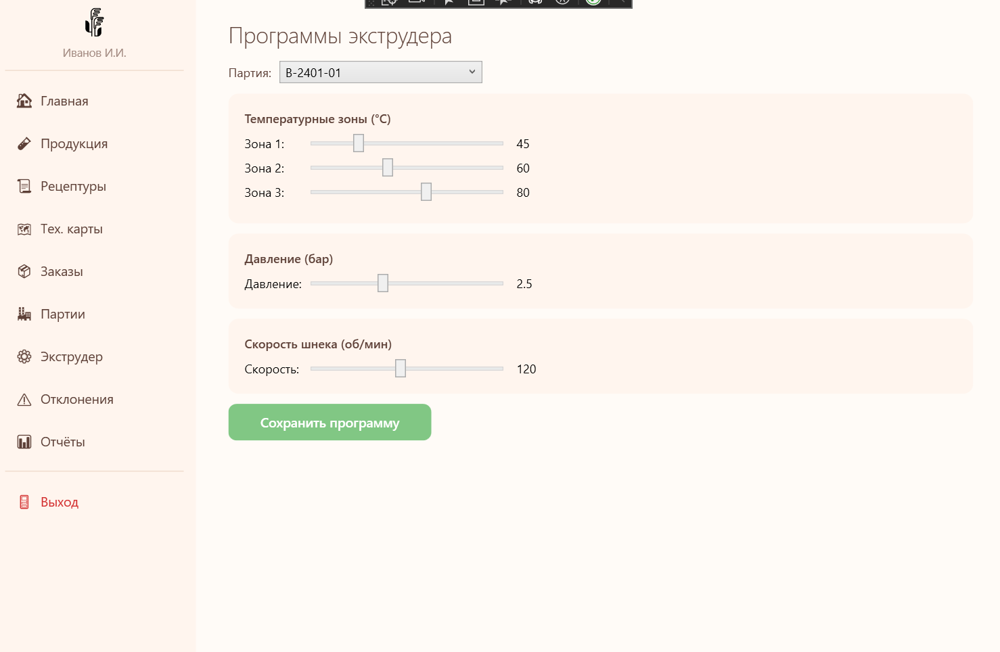 Иванов И.И.
Главная
Продукция
Рецептуры
Тех. карты
Заказы
Партии
Экструдер
Отклонения
Отчёты
Выход
Программы экструдера
Партия: B-2401-01
Температурные зоны (°C)
Зона 1: 45
Зона 2: 60
Зона 3: 80
Давление (бар)
Давление: 2.5
Скорость шнека (об/мин)
Скорость: 120
Сохранить программу